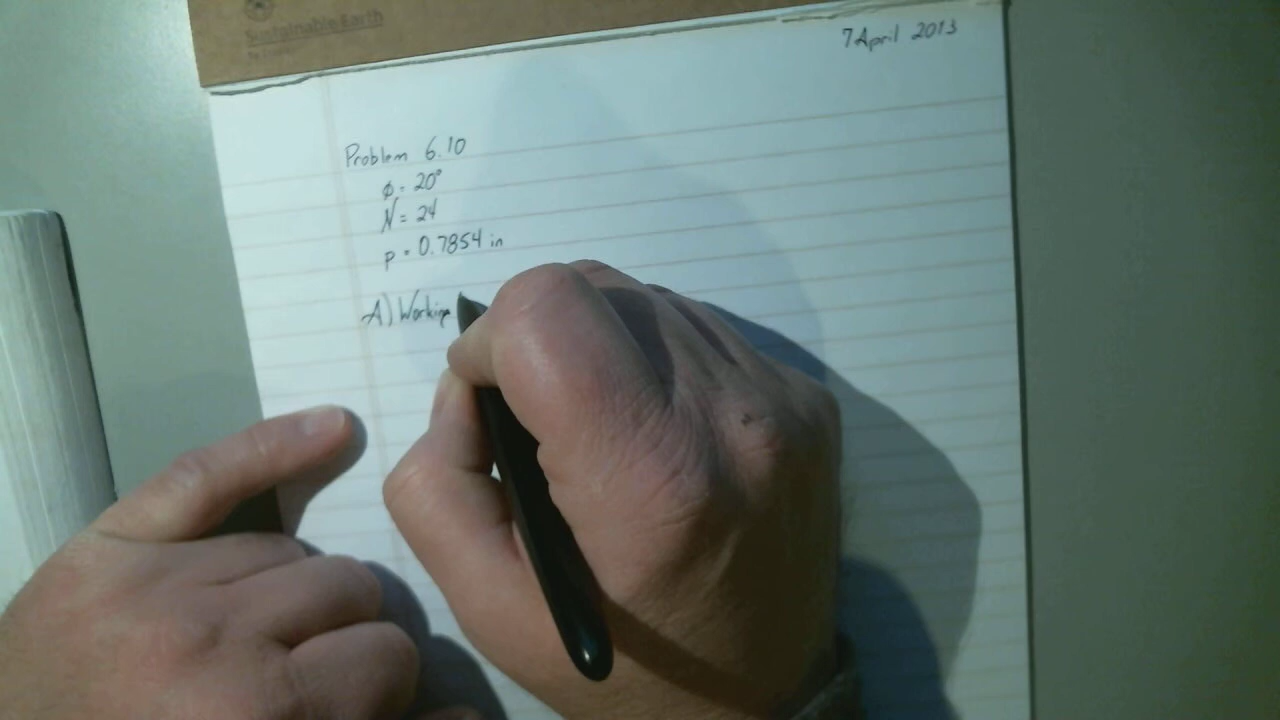 Sustainable Earth
7 April 2013
Problem 6.10
φ = 20°
N = 24
p = 0.7854 in
A) Working